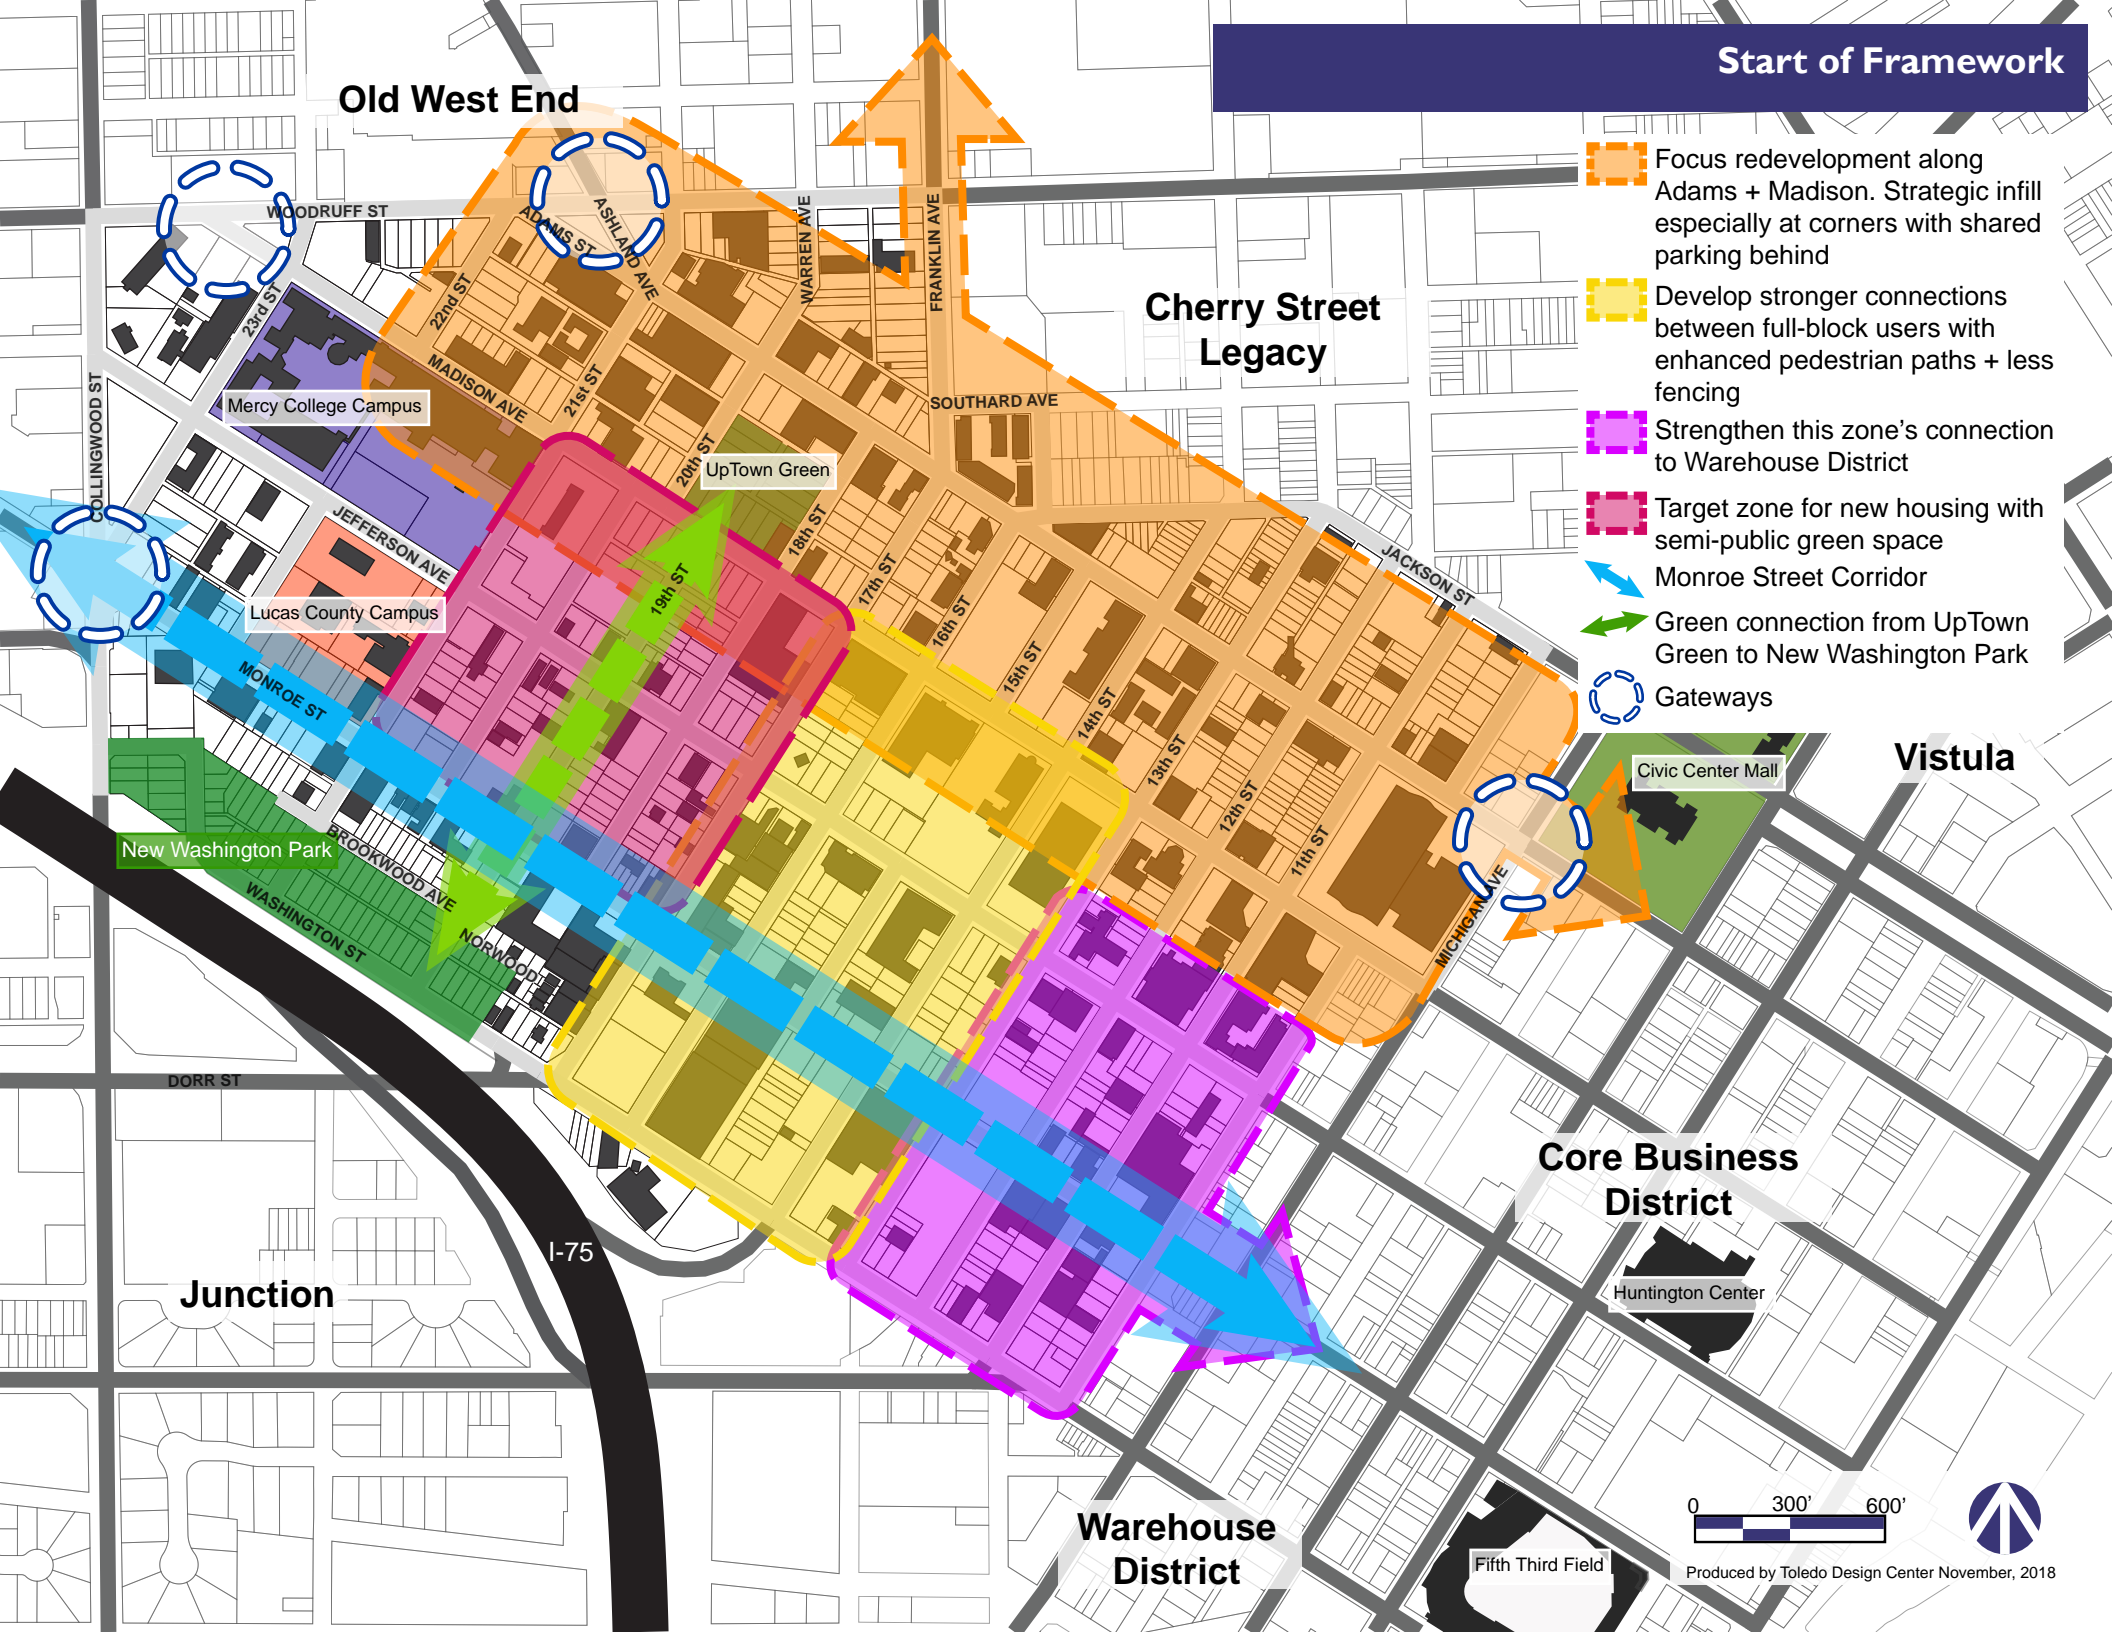 Start of Framework
Old West End
Focus redevelopment along
Adams + Madison. Strategic infill
especially at corners with shared
parking behind
Develop stronger connections
between full-block users with
enhanced pedestrian paths + less
fencing
Strengthen this zone's connection
to Warehouse District
Target zone for new housing with
semi-public green space
Monroe Street Corridor
Green connection from UpTown
Green to New Washington Park
Gateways
WOODRUFF ST
ADAMS ST
ASHLAND AVE
WARREN AVE
FRANKLIN AVE
22nd ST
23rd ST
Cherry Street
Legacy
MADISON AVE
21st ST
COLLINGWOOD ST
Mercy College Campus
SOUTHARD AVE
20th ST
UpTown Green
JEFFERSON AVE
18th ST
17th ST
16th ST
15th ST
14th ST
13th ST
12th ST
11th ST
JACKSON ST
19th ST
Lucas County Campus
MONROE ST
Civic Center Mall
Vistula
New Washington Park
BROOKWOOD AVE
WASHINGTON ST
NORWOOD
MICHIGAN AVE
DORR ST
Core Business
District
I-75
Junction
Huntington Center
Warehouse
District
Fifth Third Field
0 300' 600'
Produced by Toledo Design Center November, 2018